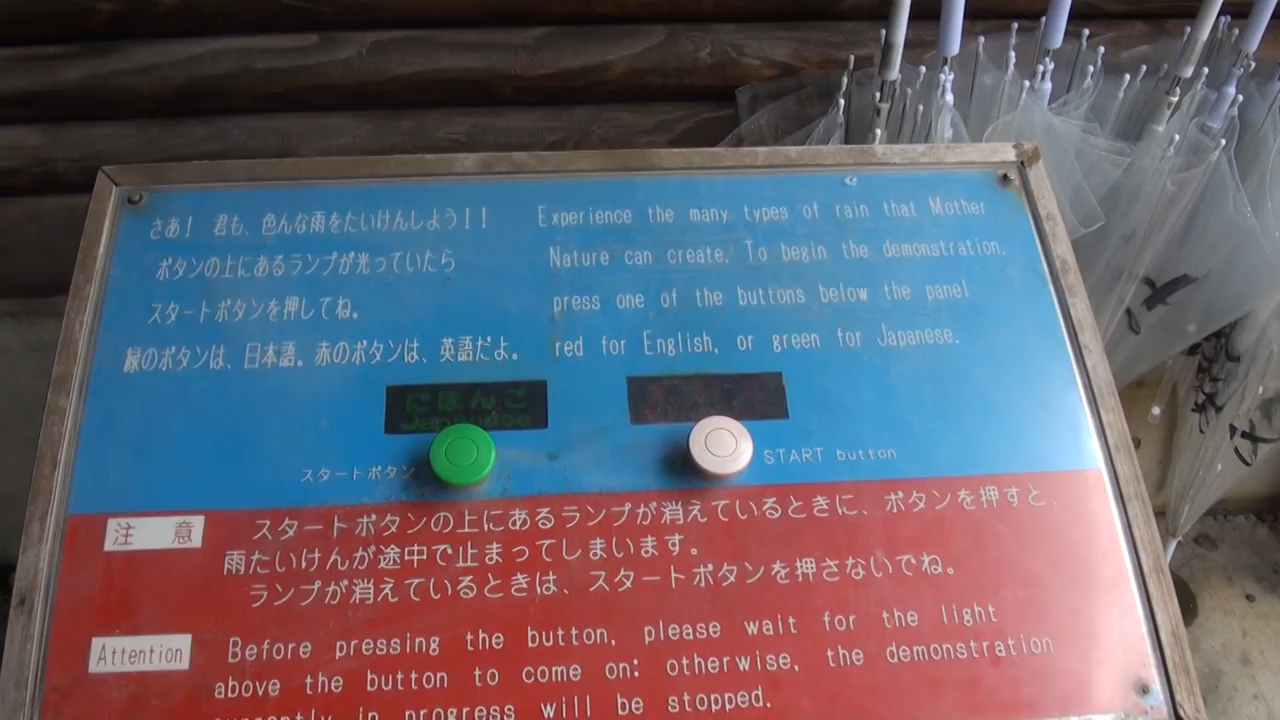 さあ！ 君も、色んな雨をたいけんしよう！！
ボタンの上にあるランプが光っていたら
スタートボタンを押してね。
緑のボタンは、日本語。赤のボタンは、英語だよ。
Experience the many types of rain that Mother
Nature can create. To begin the demonstration,
press one of the buttons below the panel
red for English, or green for Japanese.
にほんご
Japanese
スタートボタン
START button
注 意
スタートボタンの上にあるランプが消えているときに、ボタンを押すと、
雨たいけんが途中で止まってしまいます。
ランプが消えているときは、スタートボタンを押さないでね。
Attention
Before pressing the button, please wait for the light
above the button to come on: otherwise, the demonstration
currently in progress will be stopped.